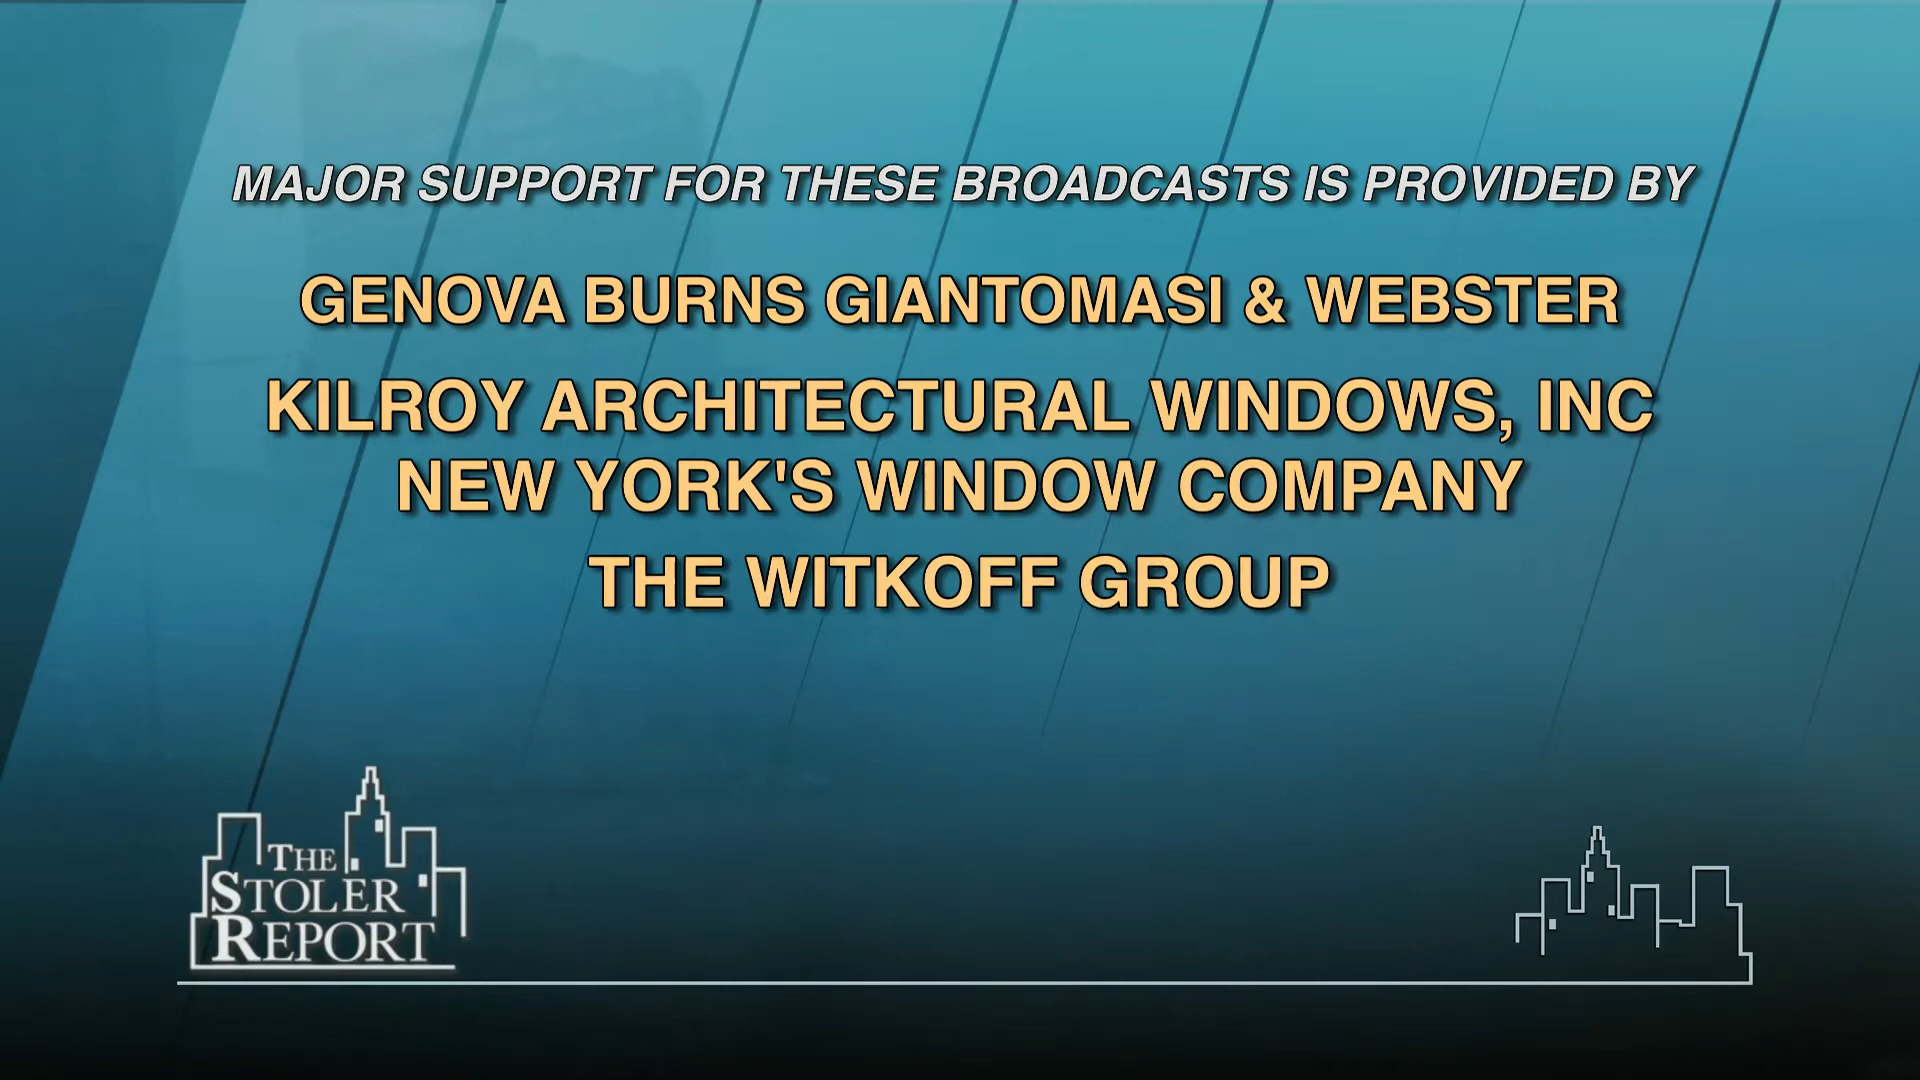 MAJOR SUPPORT FOR THESE BROADCASTS IS PROVIDED BY
GENOVA BURNS GIANTOMASI & WEBSTER
KILROY ARCHITECTURAL WINDOWS, INC
NEW YORK'S WINDOW COMPANY
THE WITKOFF GROUP
THE
STOLER
REPORT